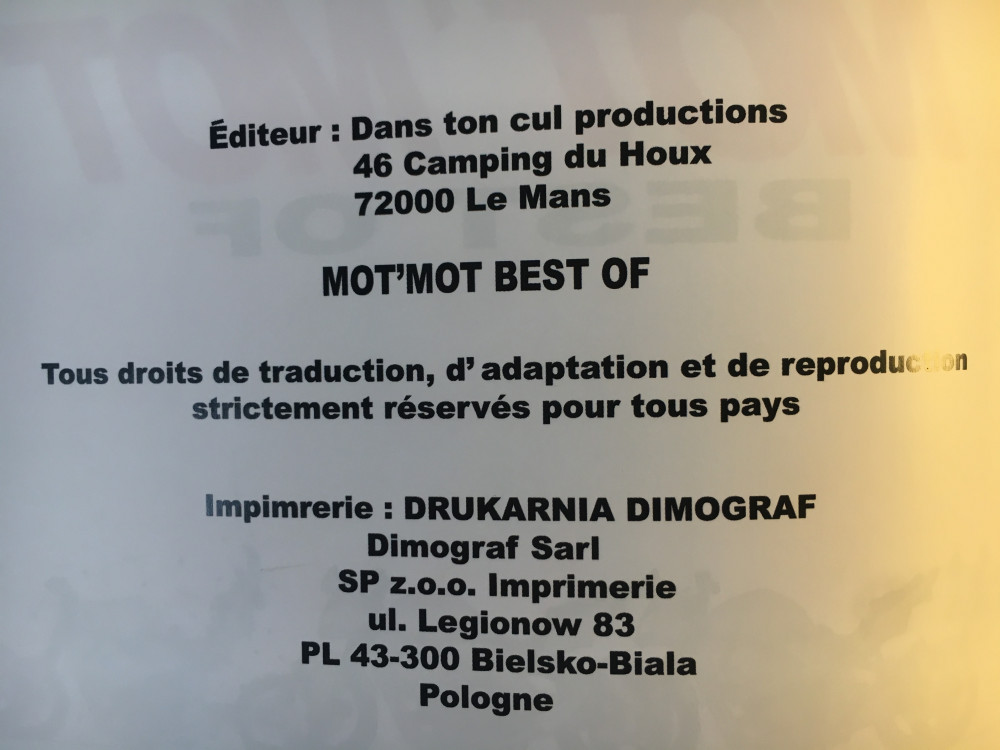 Éditeur : Dans ton cul productions
46 Camping du Houx
72000 Le Mans
MOT'MOT BEST OF
Tous droits de traduction, d' adaptation et de reproduction
strictement réservés pour tous pays
Impimrerie : DRUKARNIA DIMOGRAF
Dimograf Sarl
SP z.o.o. Imprimerie
ul. Legionow 83
PL 43-300 Bielsko-Biala
Pologne